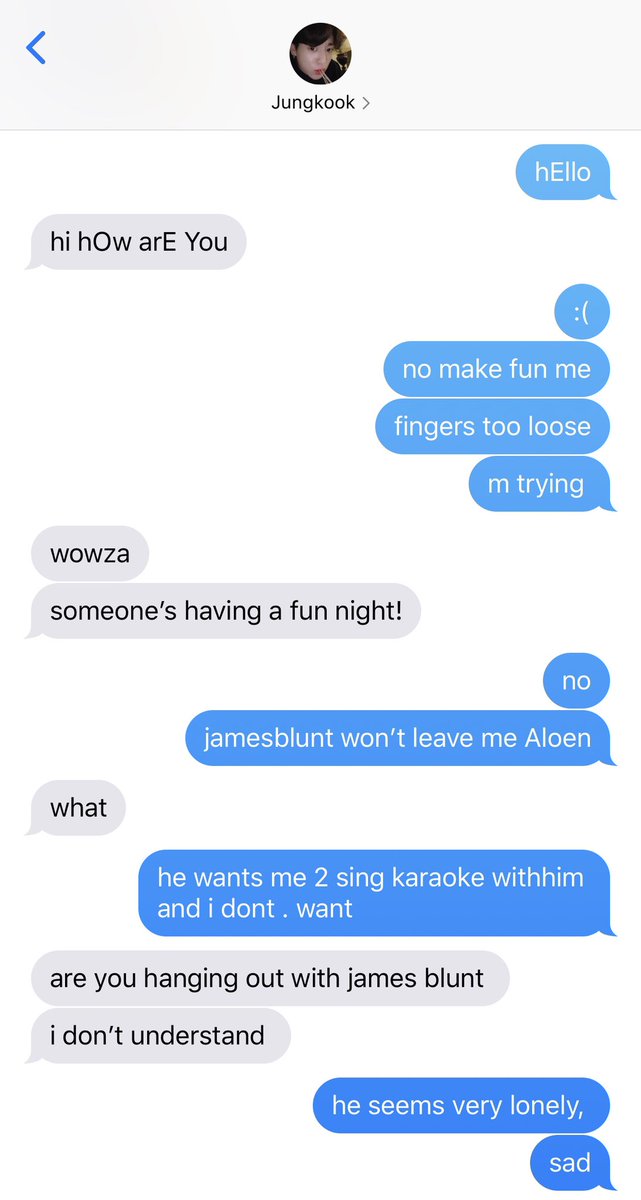 Jungkook
hEllo
hi hOw arE You
:(
no make fun me
fingers too loose
m trying
wowza
someone’s having a fun night!
no
jamesblunt won’t leave me Aloen
what
he wants me 2 sing karaoke withhim
and i dont . want
are you hanging out with james blunt
i don’t understand
he seems very lonely,
sad